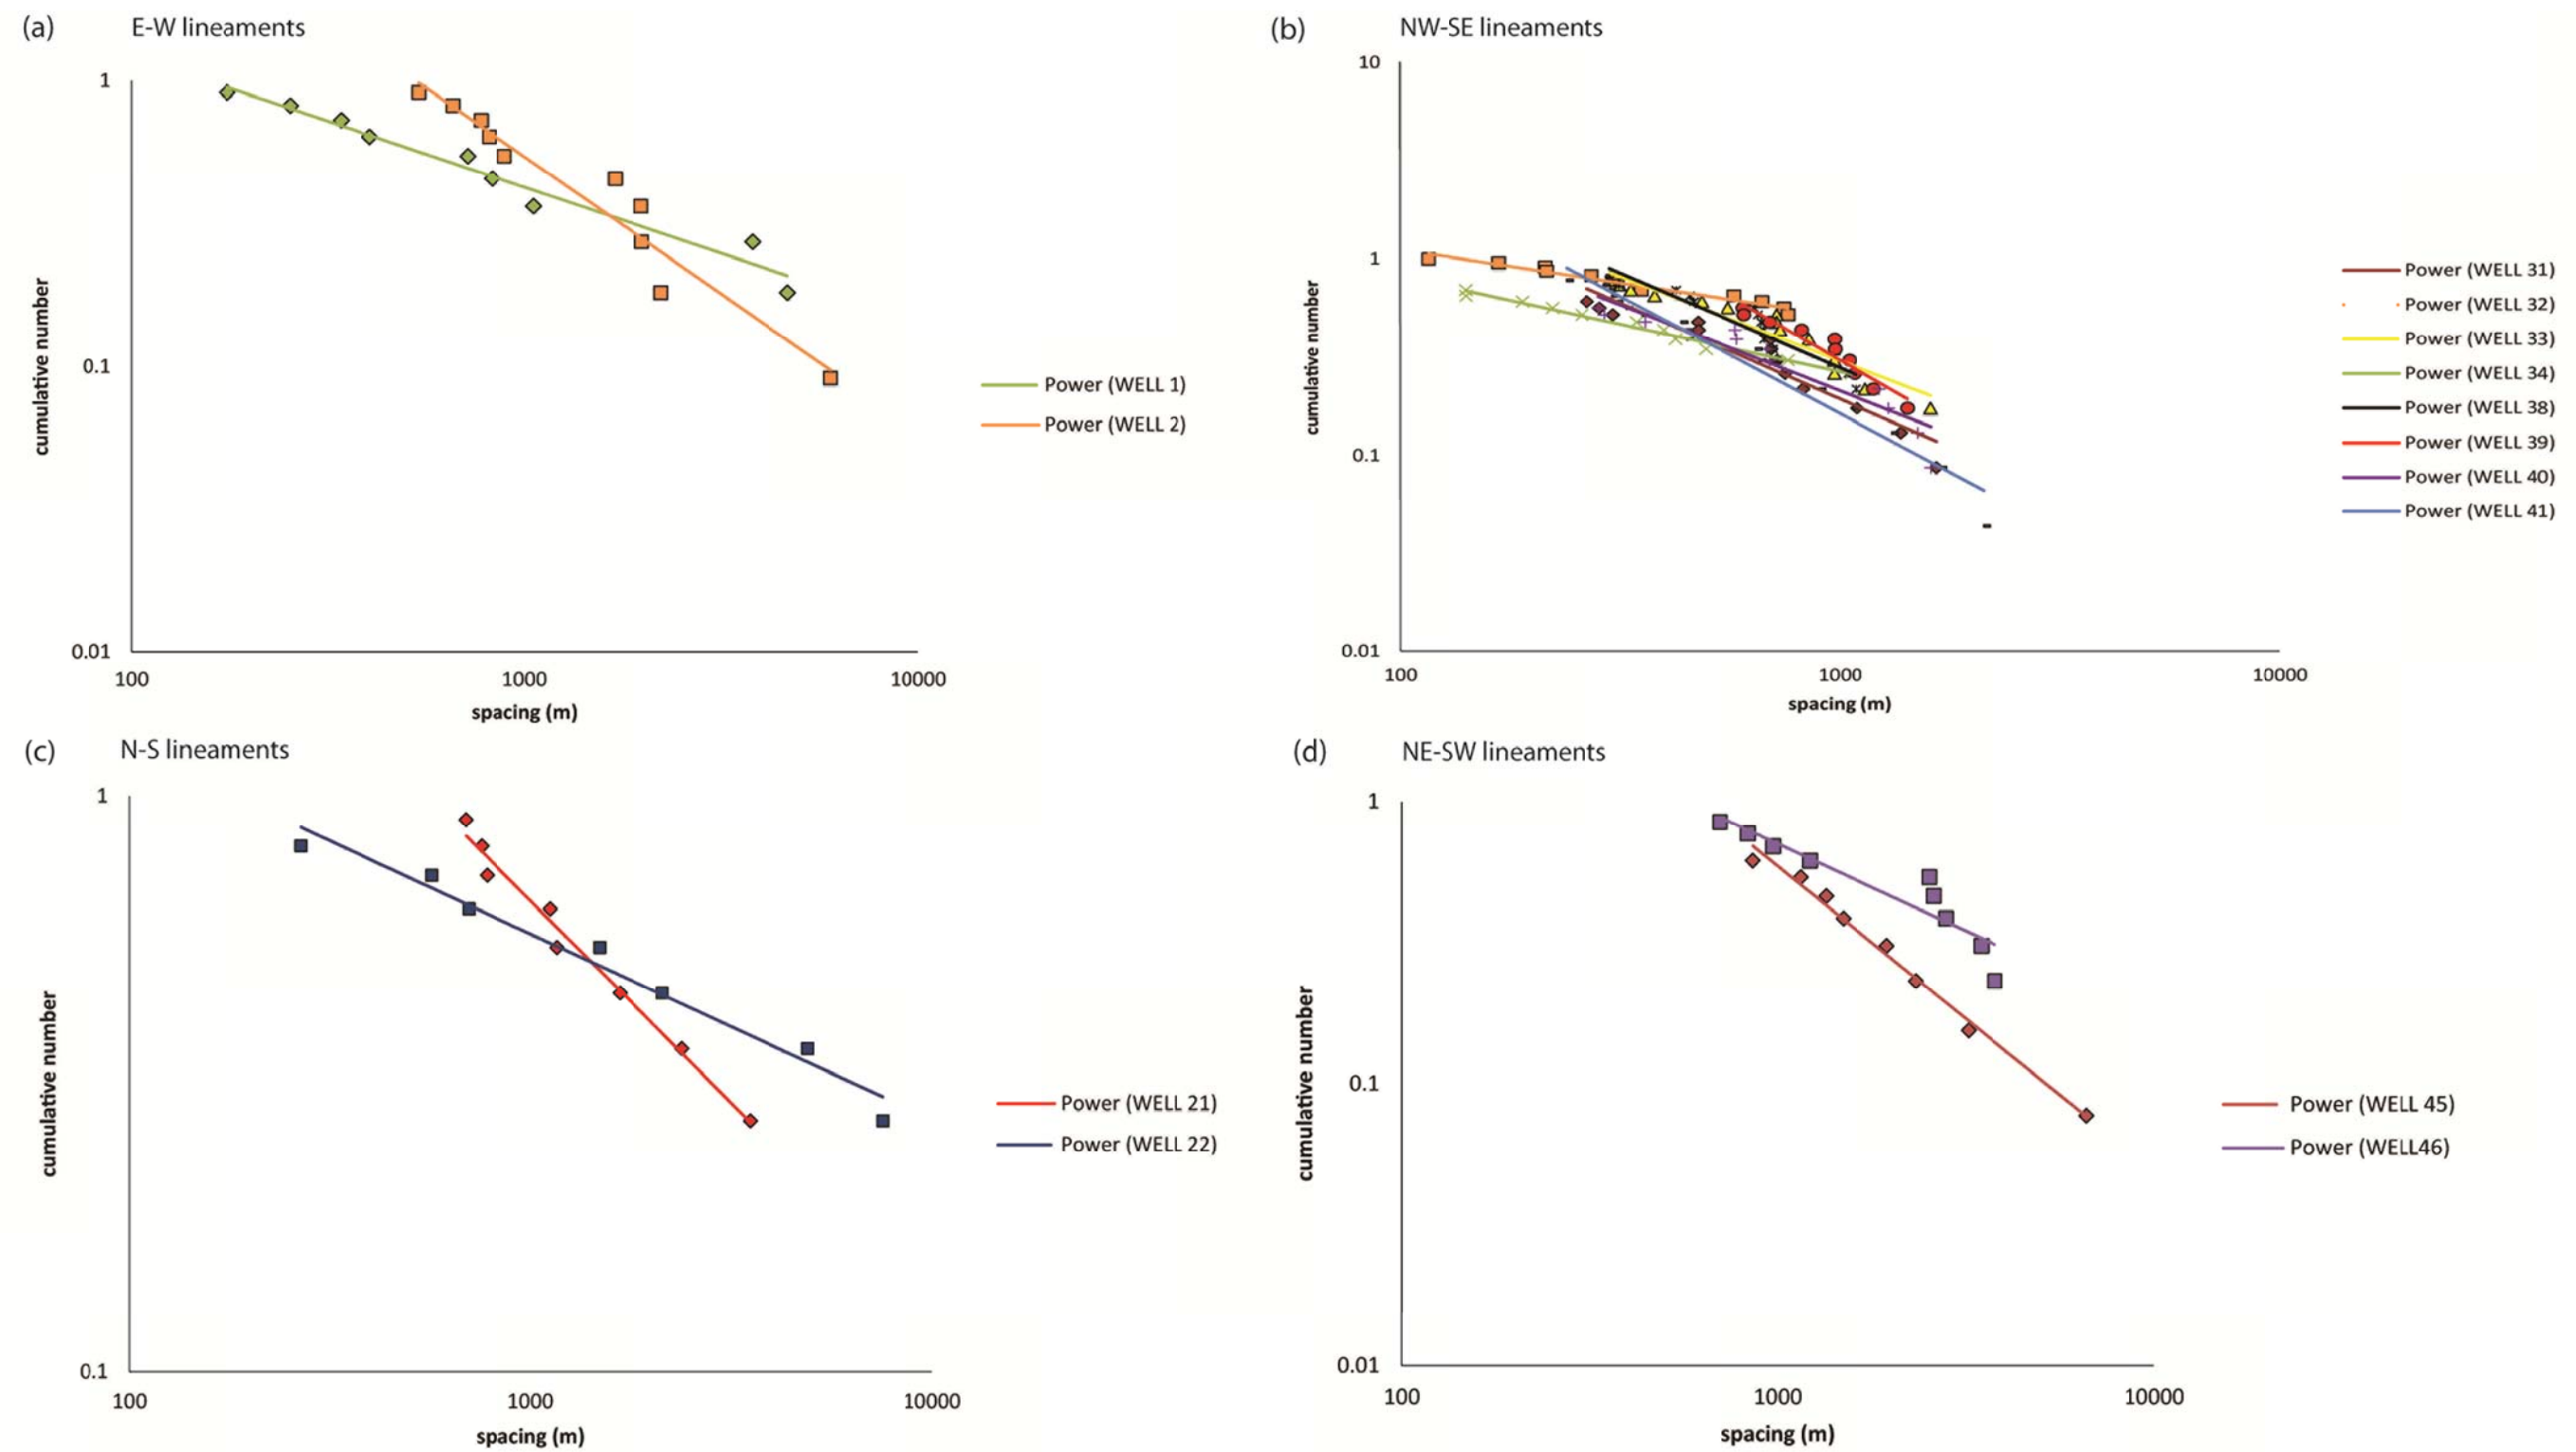 (a) E-W lineaments
1
0.1
0.01
cumulative number
100 1000 10000
spacing (m)
Power (WELL 1)
Power (WELL 2)
(b) NW-SE lineaments
10
1
0.1
0.01
cumulative number
100 1000 10000
spacing (m)
Power (WELL 31)
Power (WELL 32)
Power (WELL 33)
Power (WELL 34)
Power (WELL 38)
Power (WELL 39)
Power (WELL 40)
Power (WELL 41)
(c) N-S lineaments
1
0.1
cumulative number
100 1000 10000
spacing (m)
Power (WELL 21)
Power (WELL 22)
(d) NE-SW lineaments
1
0.1
0.01
cumulative number
100 1000 10000
spacing (m)
Power (WELL 45)
Power (WELL46)